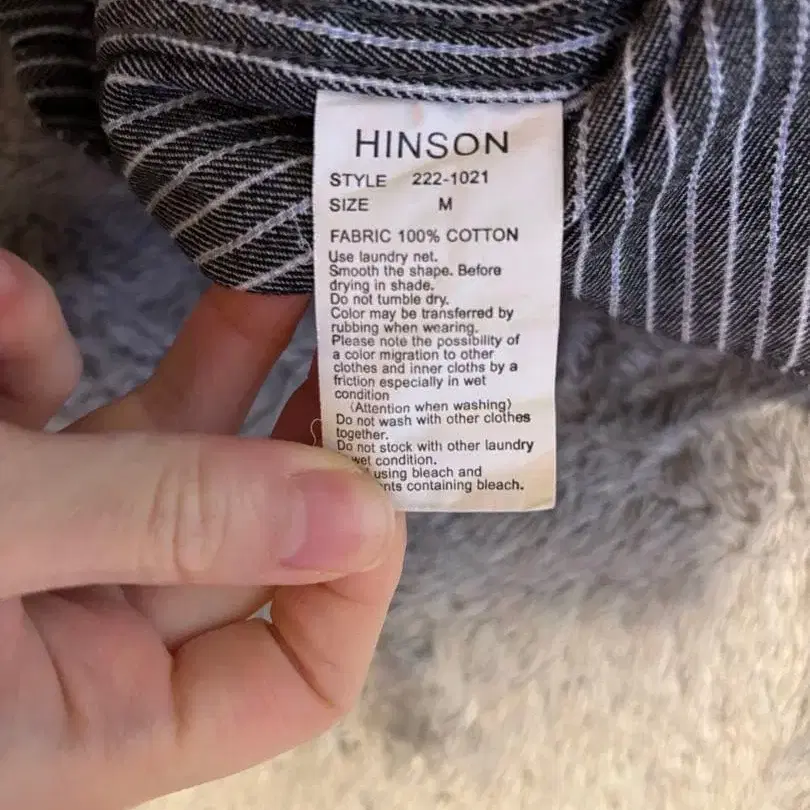 HINSON
STYLE 222-1021
SIZE M
FABRIC 100% COTTON
Use laundry net.
Smooth the shape. Before
drying in shade.
Do not tumble dry.
Color may be transferred by
rubbing when wearing.
Please note the possibility of
a color migration to other
clothes and inner cloths by a
friction especially in wet
condition
(Attention when washing)
Do not wash with other clothes
together.
Do not stock with other laundry
wet condition.
using bleach and
containing bleach.